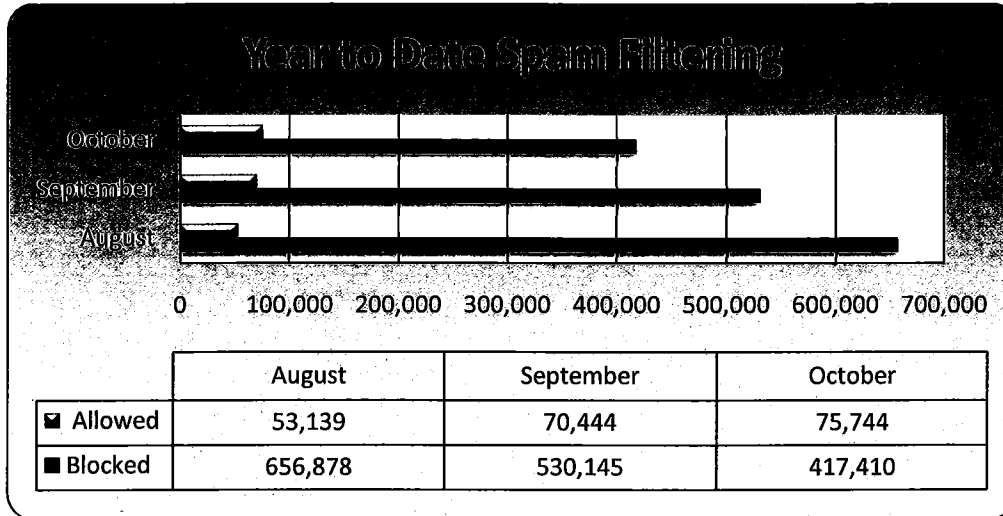 Year to Date Spam Filtering
October
September
August
0 100,000 200,000 300,000 400,000 500,000 600,000 700,000
August September October
Allowed 53,139 70,444 75,744
Blocked 656,878 530,145 417,410